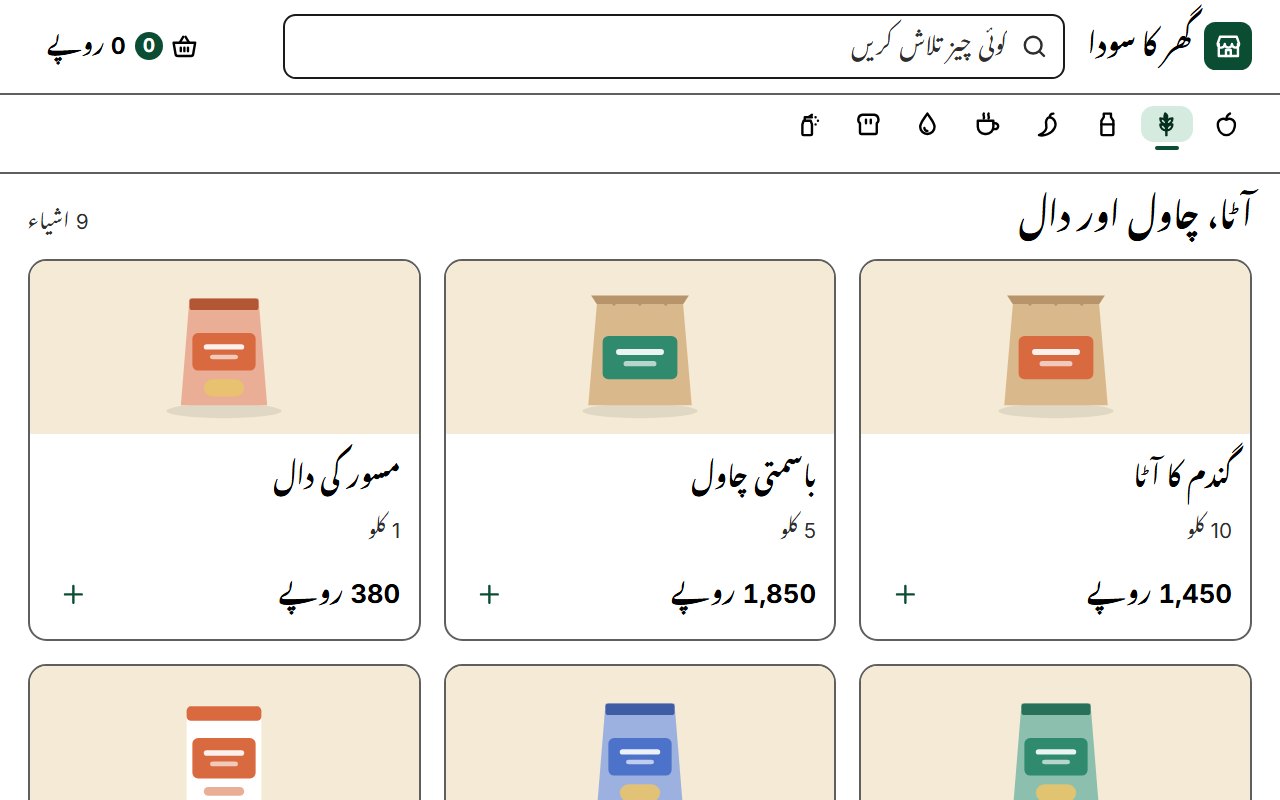 گھر کا سودا
کوئی چیز تلاش کریں
0
0 روپے
آٹا، چاول اور دال
9 اشیاء
گندم کا آٹا
10 کلو
1,450 روپے
باسمتی چاول
5 کلو
1,850 روپے
مسور کی دال
1 کلو
380 روپے